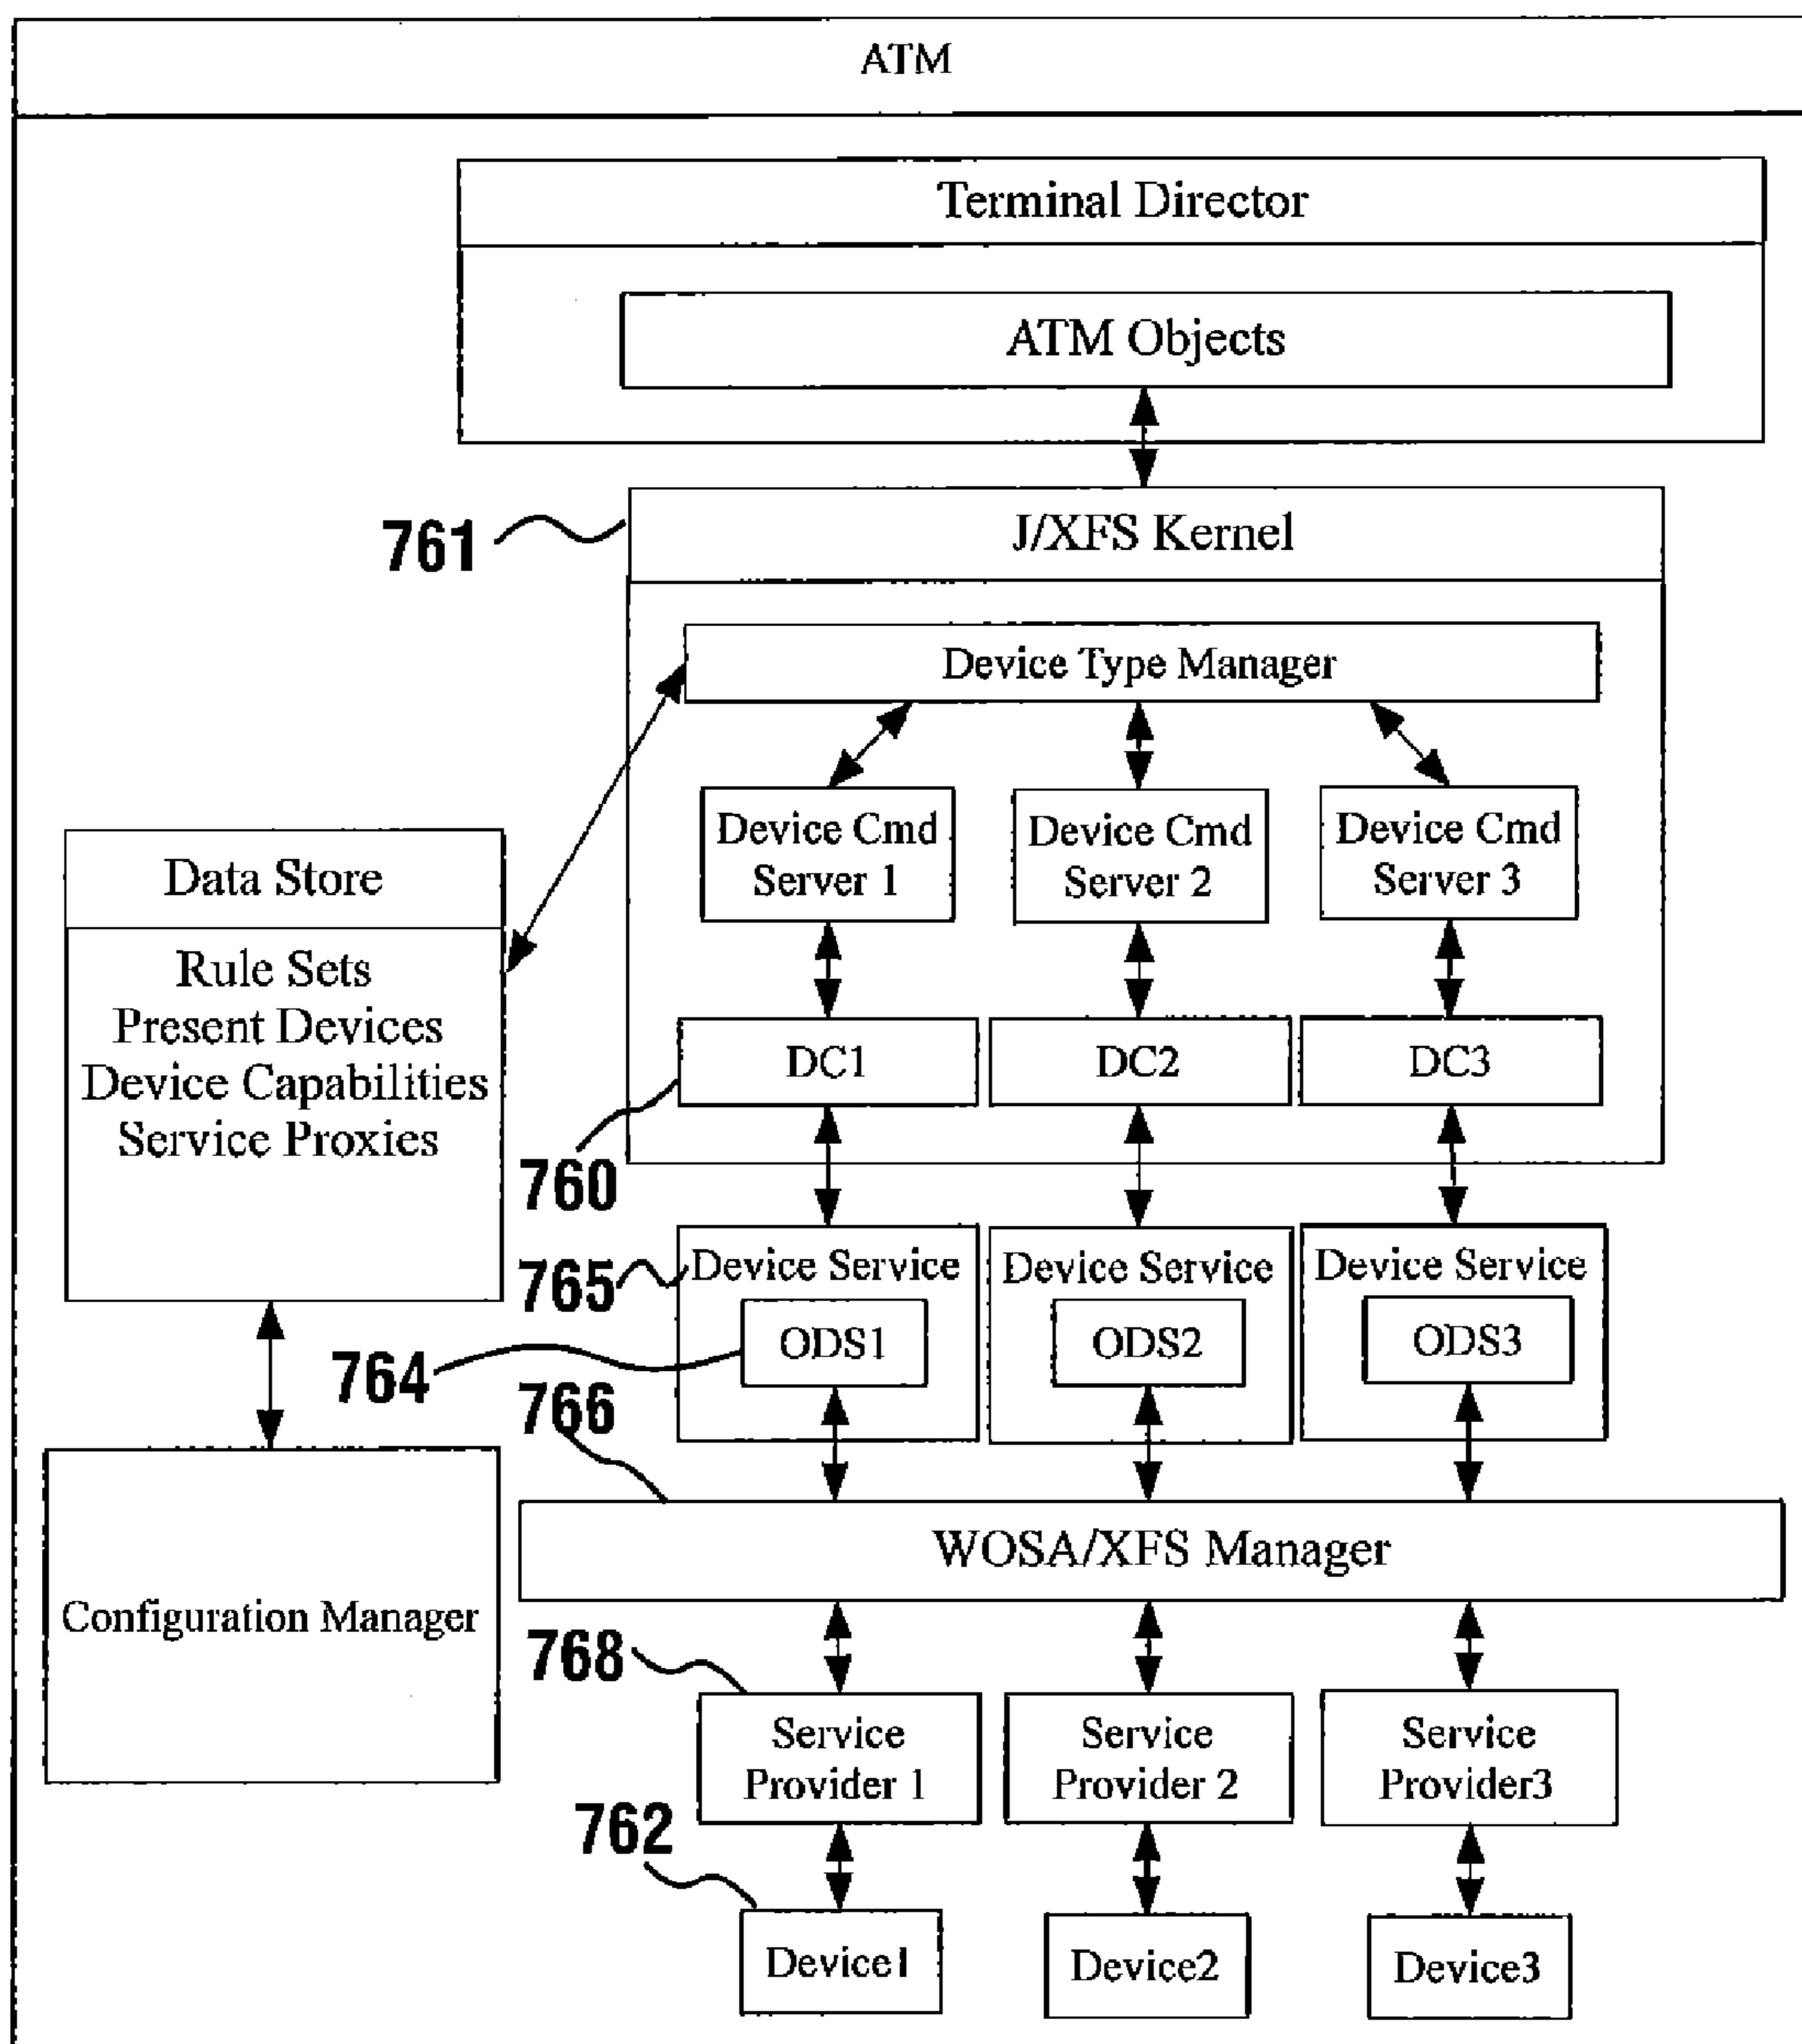 ATM
Terminal Director
ATM Objects
761
J/XFS Kernel
Device Type Manager
Device Cmd
Server 1
Device Cmd
Server 2
Device Cmd
Server 3
Data Store
Rule Sets
Present Devices
Device Capabilities
Service Proxies
DC1
DC2
DC3
760
765
Device Service
ODS1
Device Service
ODS2
Device Service
ODS3
764
766
WOSA/XFS Manager
Configuration Manager
768
Service
Provider 1
Service
Provider 2
Service
Provider3
762
Device1
Device2
Device3